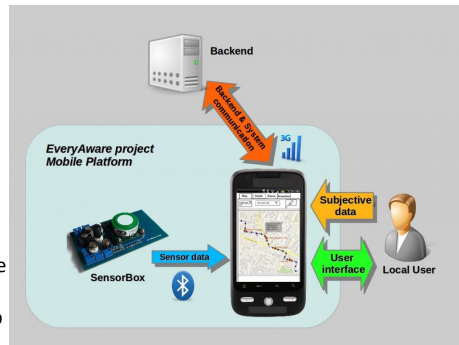 Backend
Backend & System
communication
3G
EveryAware project
Mobile Platform
Subjective
data
Sensor data
User
interface
SensorBox
Local User